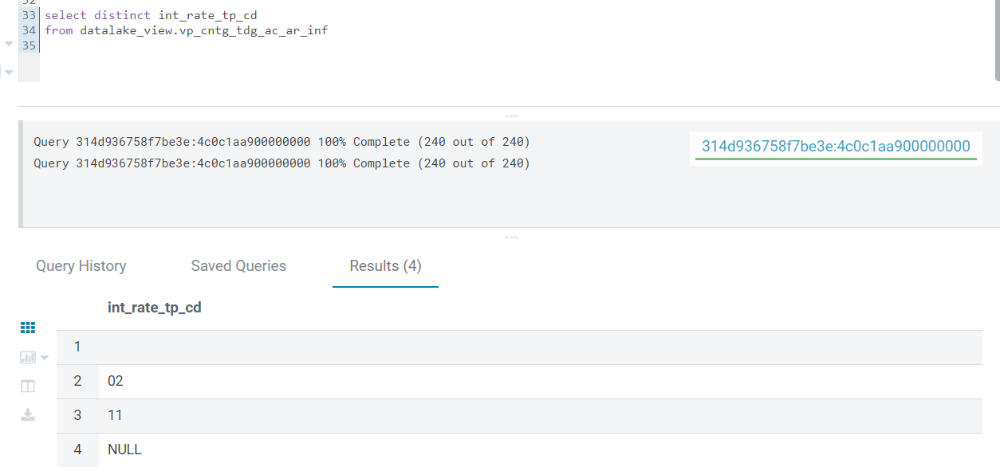 32
33 select distinct int_rate_tp_cd
34 from datalake_view.vp_cntg_tdg_ac_ar_inf
35
Query 314d936758f7be3e:4c0c1aa900000000 100% Complete (240 out of 240)
314d936758f7be3e:4c0c1aa900000000
Query 314d936758f7be3e:4c0c1aa900000000 100% Complete (240 out of 240)
Query History Saved Queries Results (4)
int_rate_tp_cd
1
2 02
3 11
4 NULL